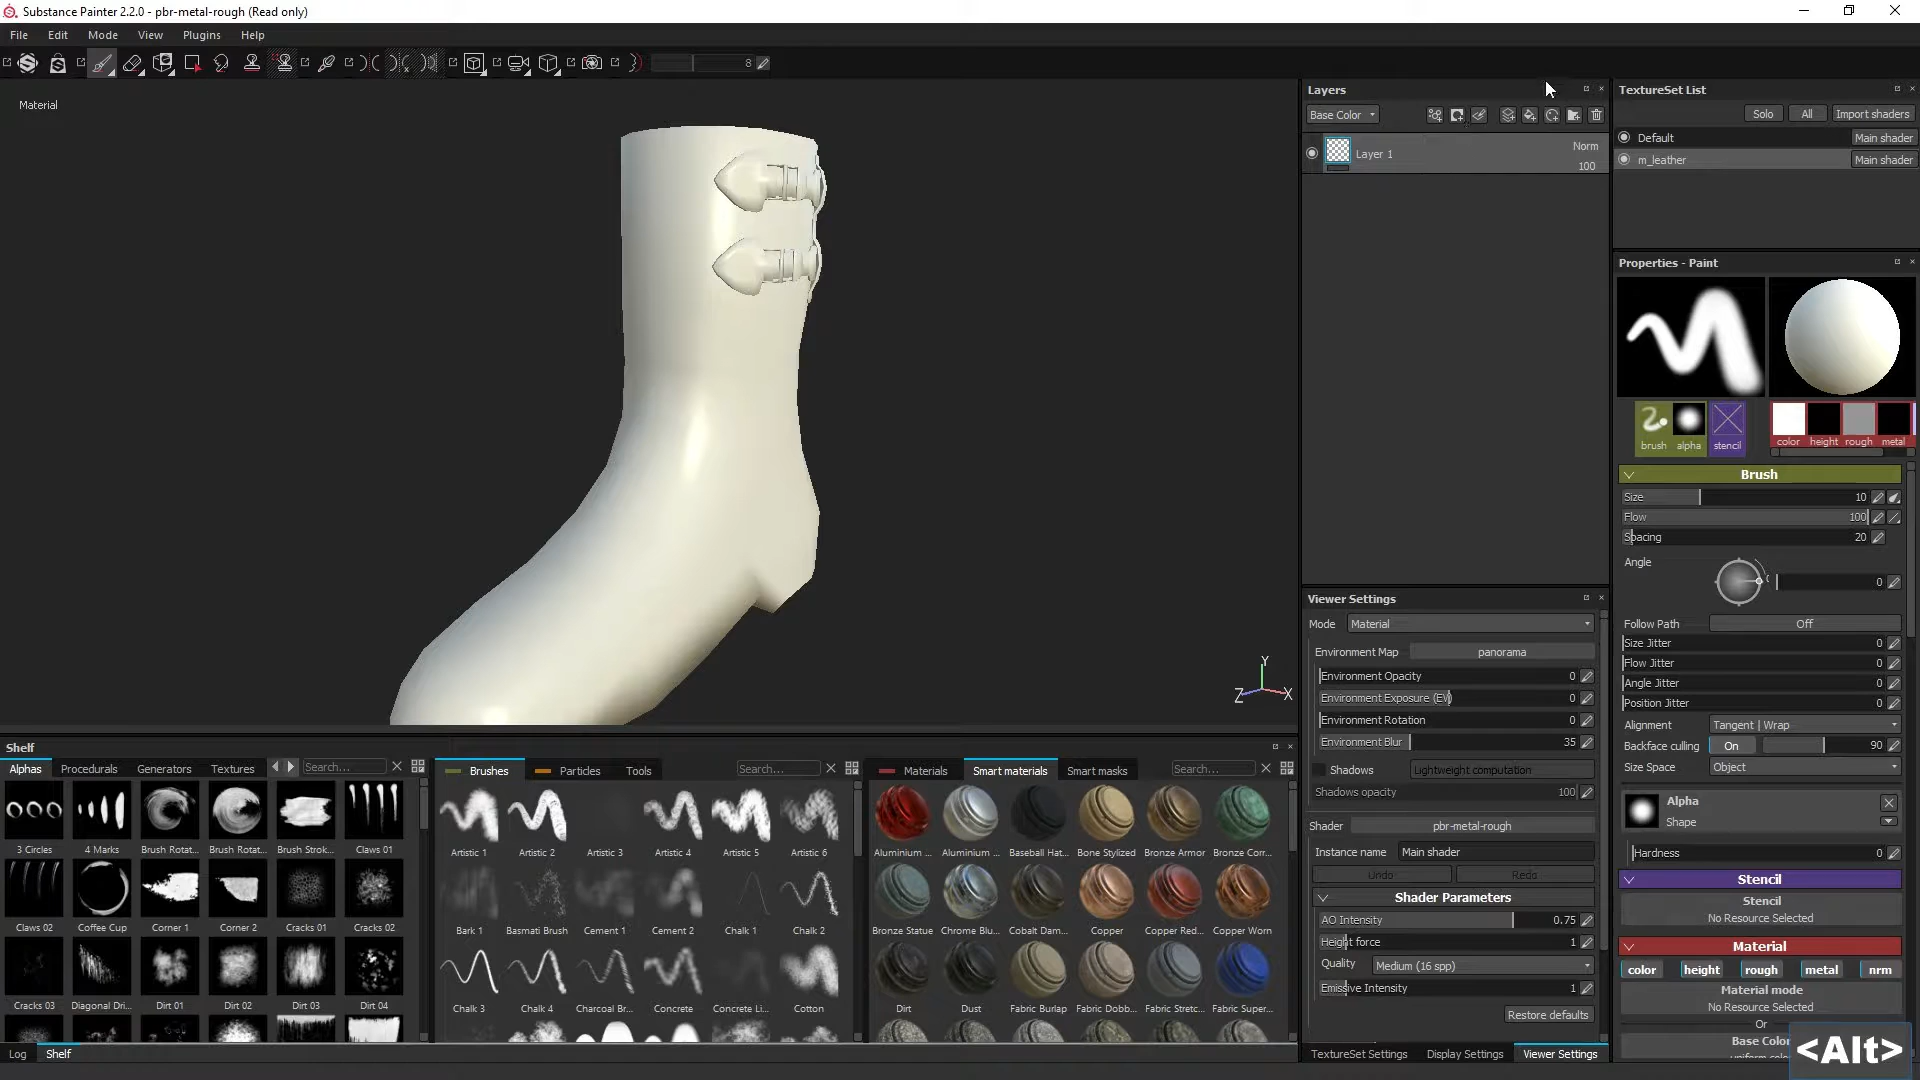 Substance Painter 2.2.0 - pbr-metal-rough (Read only)
File Edit Mode View Plugins Help
8
Material
Layers
Base Color
Layer 1
Norm
100
TextureSet List
Solo All Import shaders
Default Main shader
m_leather Main shader
Properties - Paint
brush alpha stencil
color height rough metal
Brush
Size 10
Flow 100
Spacing 20
Angle
0
Follow Path Off
Size Jitter 0
Flow Jitter 0
Angle Jitter 0
Position Jitter 0
Alignment Tangent | Wrap
Backface culling On 90
Size Space Object
Alpha
Shape
Hardness 0
Stencil
Stencil
No Resource Selected
Material
color height rough metal nrm
Material mode
No Resource Selected
Or
<Alt>
Viewer Settings
Mode Material
Environment Map panorama
Environment Opacity 0
Environment Exposure (EV) 0
Environment Rotation 0
Environment Blur 35
Shadows Lightweight computation
Shadows opacity 100
Shader pbr-metal-rough
Instance name Main shader
Undo Redo
Shader Parameters
AO Intensity 0.75
Height force 1
Quality Medium (16 spp)
Emissive Intensity 1
Restore defaults
TextureSet Settings Display Settings Viewer Settings
Y
Z X
Shelf
Alphas Procedurals Generators Textures Search...
3 Circles 4 Marks Brush Rotat... Brush Rotat... Brush Strok... Claws 01
Claws 02 Coffee Cup Corner 1 Corner 2 Cracks 01 Cracks 02
Cracks 03 Diagonal Dri... Dirt 01 Dirt 02 Dirt 03 Dirt 04
Brushes Particles Tools Search...
Artistic 1 Artistic 2 Artistic 3 Artistic 4 Artistic 5 Artistic 6
Bark 1 Basmati Brush Cement 1 Cement 2 Chalk 1 Chalk 2
Chalk 3 Chalk 4 Charcoal Br... Concrete Concrete Li... Cotton
Materials Smart materials Smart masks Search...
Aluminium ... Aluminium ... Baseball Hat... Bone Stylized Bronze Armor Bronze Corr...
Bronze Statue Chrome Blu... Cobalt Dam... Copper Copper Red... Copper Worn
Dirt Dust Fabric Burlap Fabric Dobb... Fabric Stretc... Fabric Super...
Log Shelf